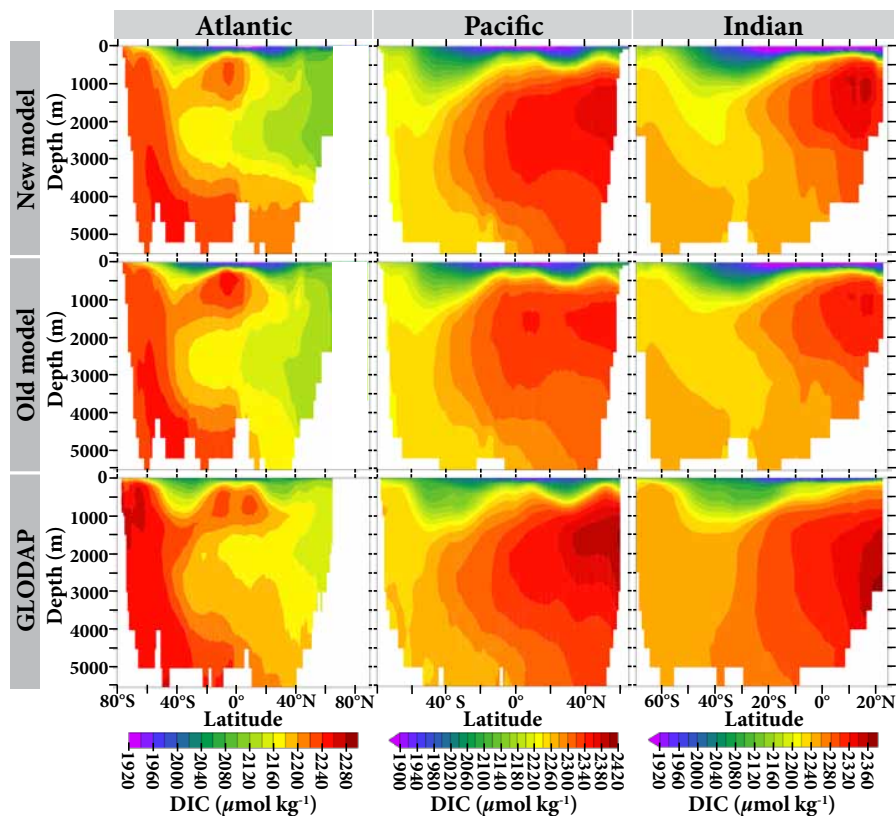 Atlantic Pacific Indian
New model
Depth (m)
0
1000
2000
3000
4000
5000
Old model
Depth (m)
0
1000
2000
3000
4000
5000
GLODAP
Depth (m)
0
1000
2000
3000
4000
5000
80°S 40°S 0° 40°N 80°N 40°S 0° 40°N 60°S 40°S 20°S 0° 20°N
Latitude Latitude Latitude
1920 1960 2000 2040 2080 2120 2160 2200 2240 2280
1900 1940 1980 2020 2060 2100 2140 2180 2220 2260 2300 2340 2380 2420
1920 1960 2000 2040 2080 2120 2160 2200 2240 2280 2320 2360
DIC (µmol kg⁻¹) DIC (µmol kg⁻¹) DIC (µmol kg⁻¹)